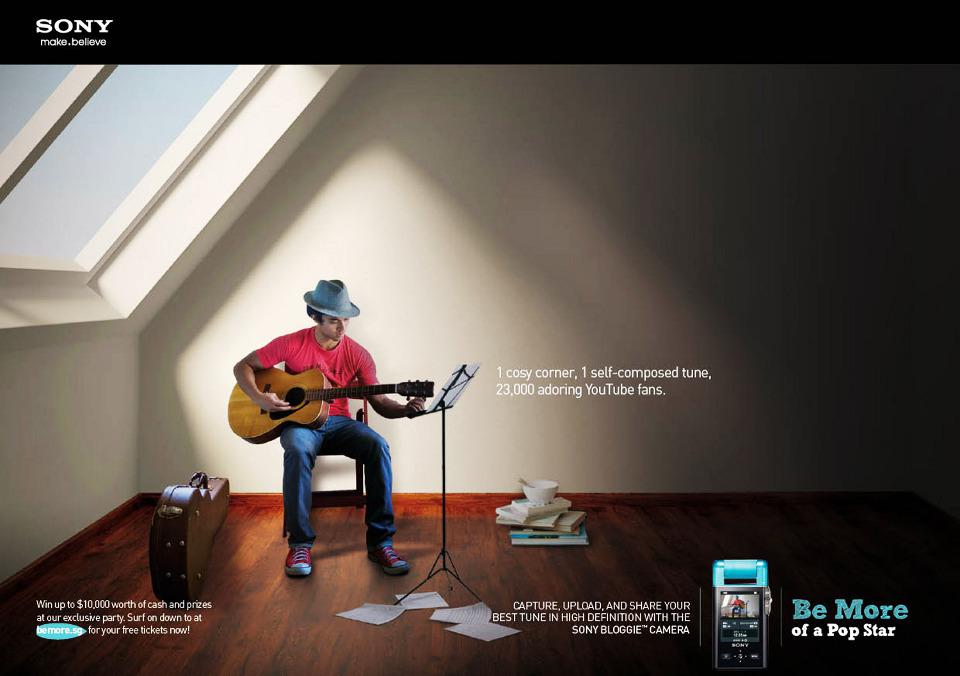 SONY
make.believe
1 cosy corner, 1 self-composed tune,
23,000 adoring YouTube fans.
Win up to $10,000 worth of cash and prizes
at our exclusive party. Surf on down to at
bemore.sg for your free tickets now!
CAPTURE, UPLOAD, AND SHARE YOUR
BEST TUNE IN HIGH DEFINITION WITH THE
SONY BLOGGIE™ CAMERA
SONY
Be More
of a Pop Star